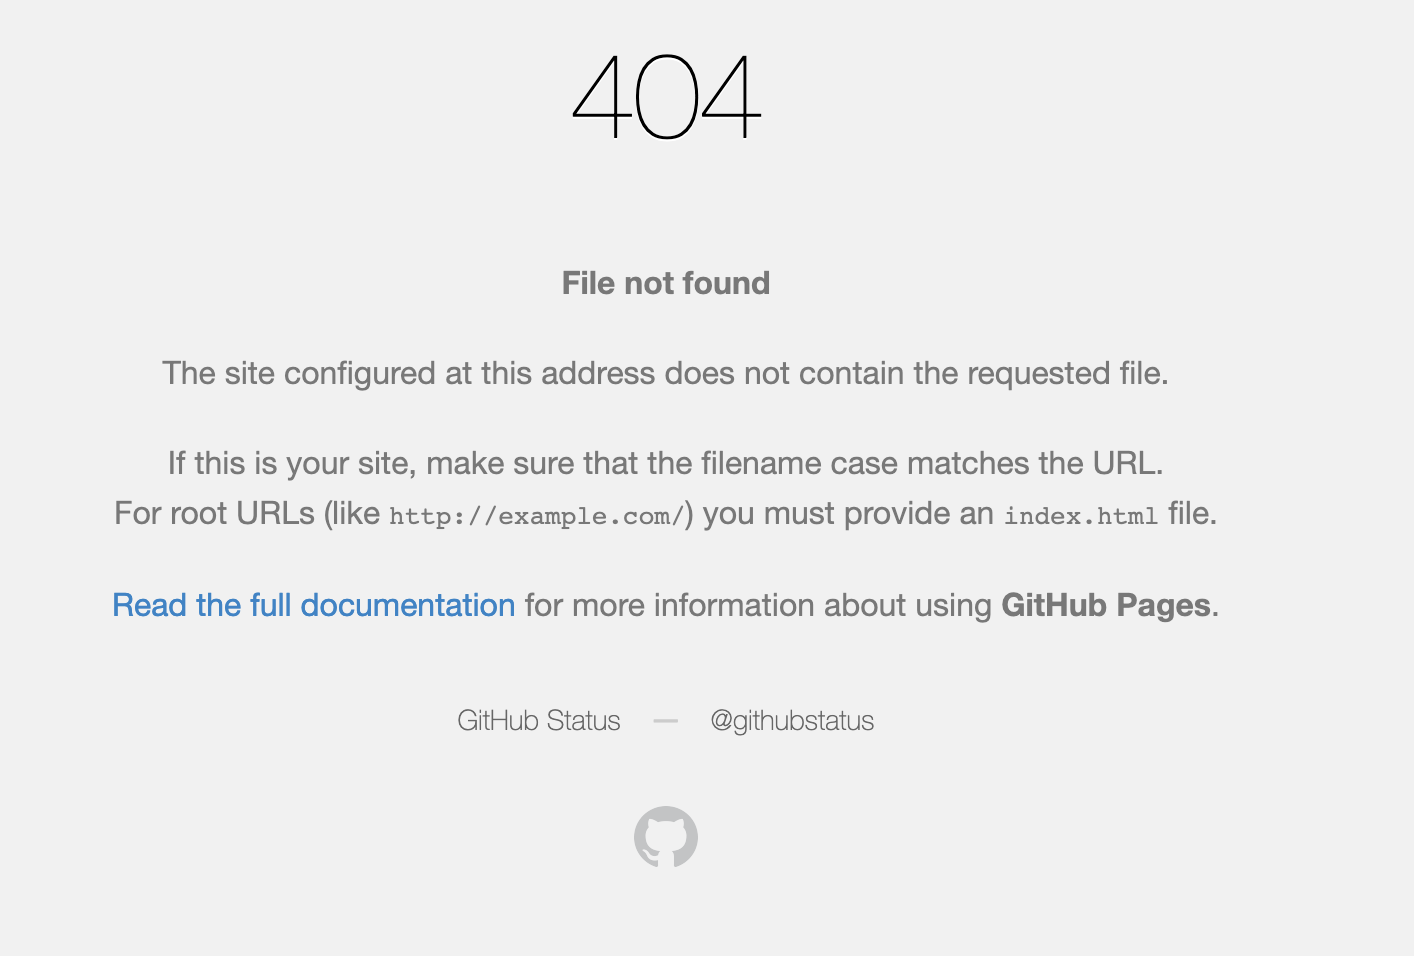 404
File not found
The site configured at this address does not contain the requested file.
If this is your site, make sure that the filename case matches the URL.
For root URLs (like http://example.com/) you must provide an index.html file.
Read the full documentation for more information about using GitHub Pages.
GitHub Status — @githubstatus